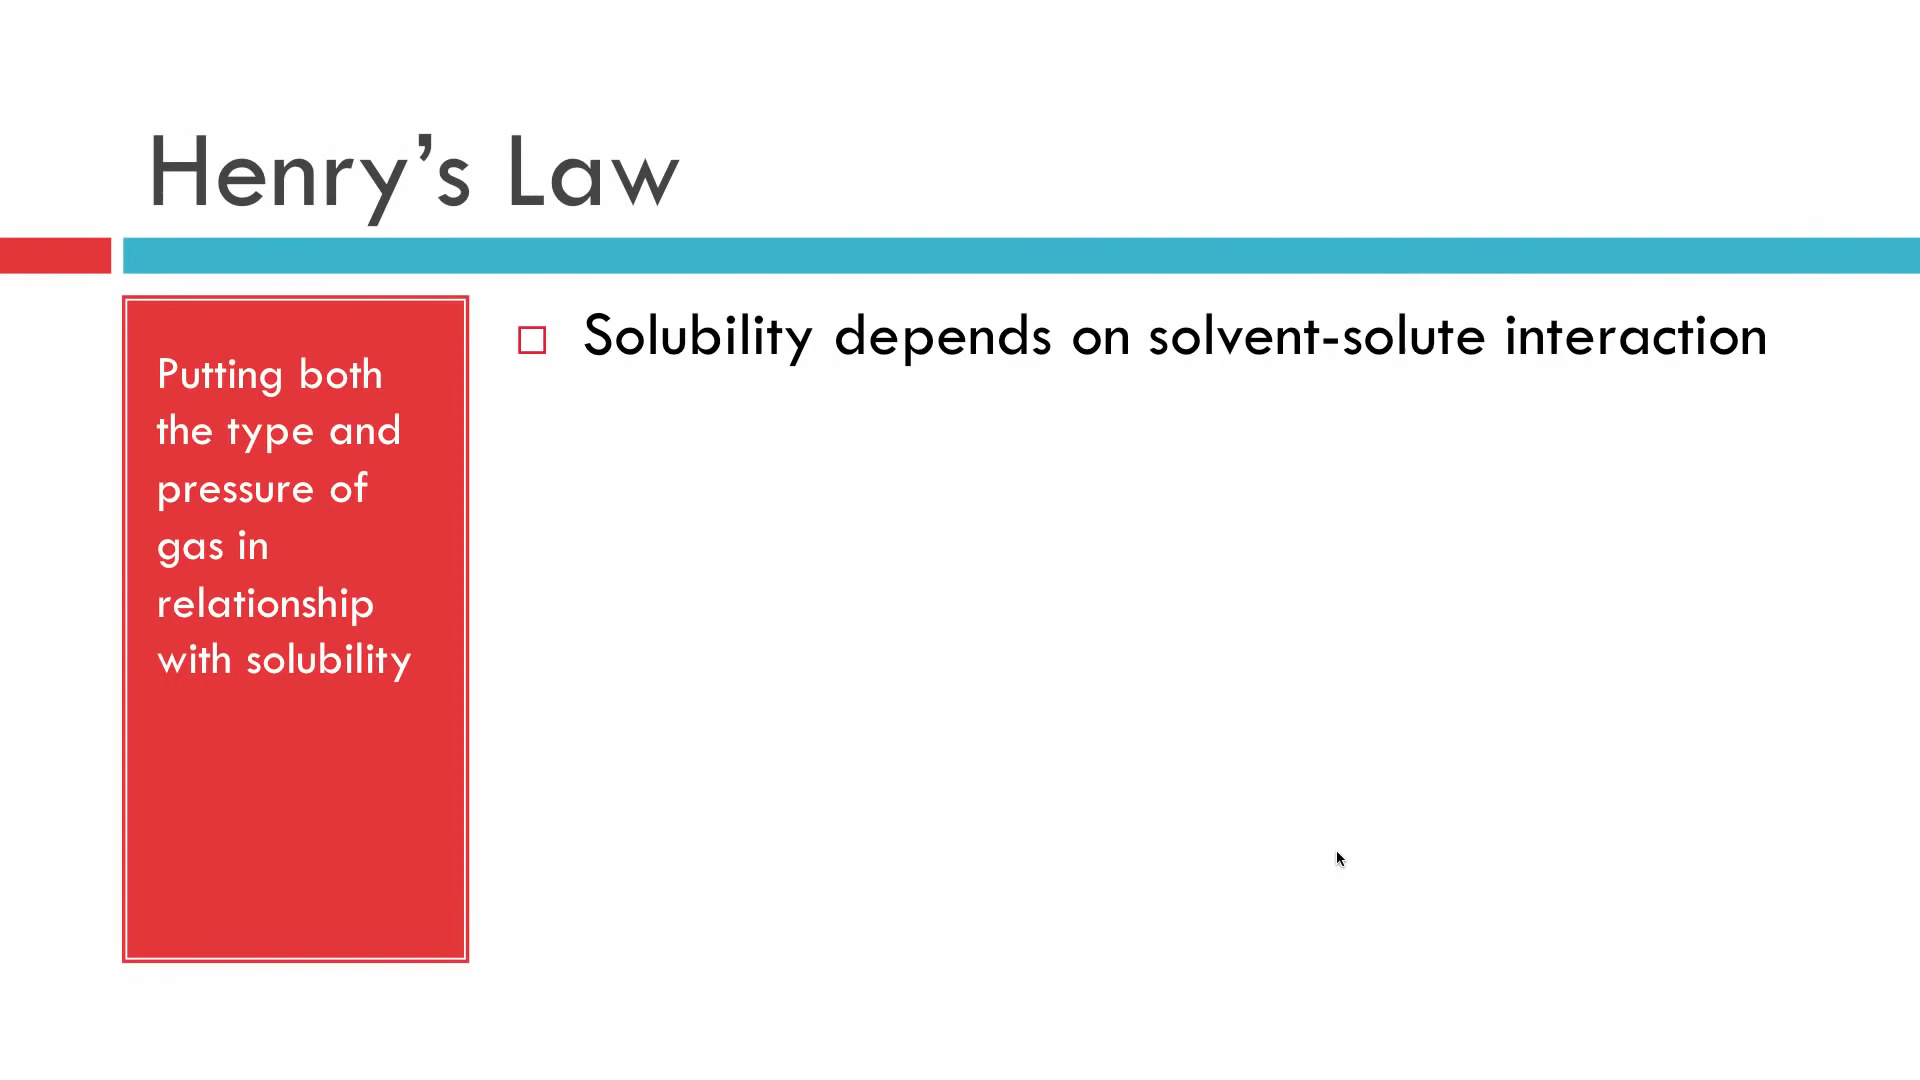 Henry’s Law
Putting both
the type and
pressure of
gas in
relationship
with solubility
Solubility depends on solvent-solute interaction